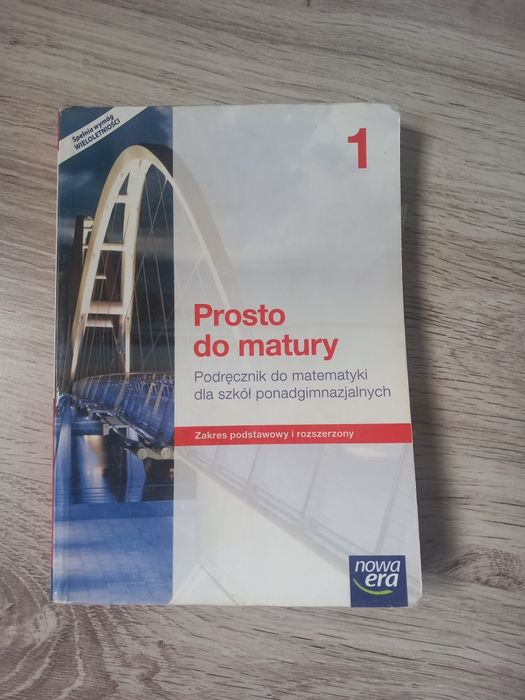 Spełnia wymóg
WIELOLETNIOŚCI
1
Prosto
do matury
Podręcznik do matematyki
dla szkół ponadgimnazjalnych
Zakres podstawowy i rozszerzony
nowa
era